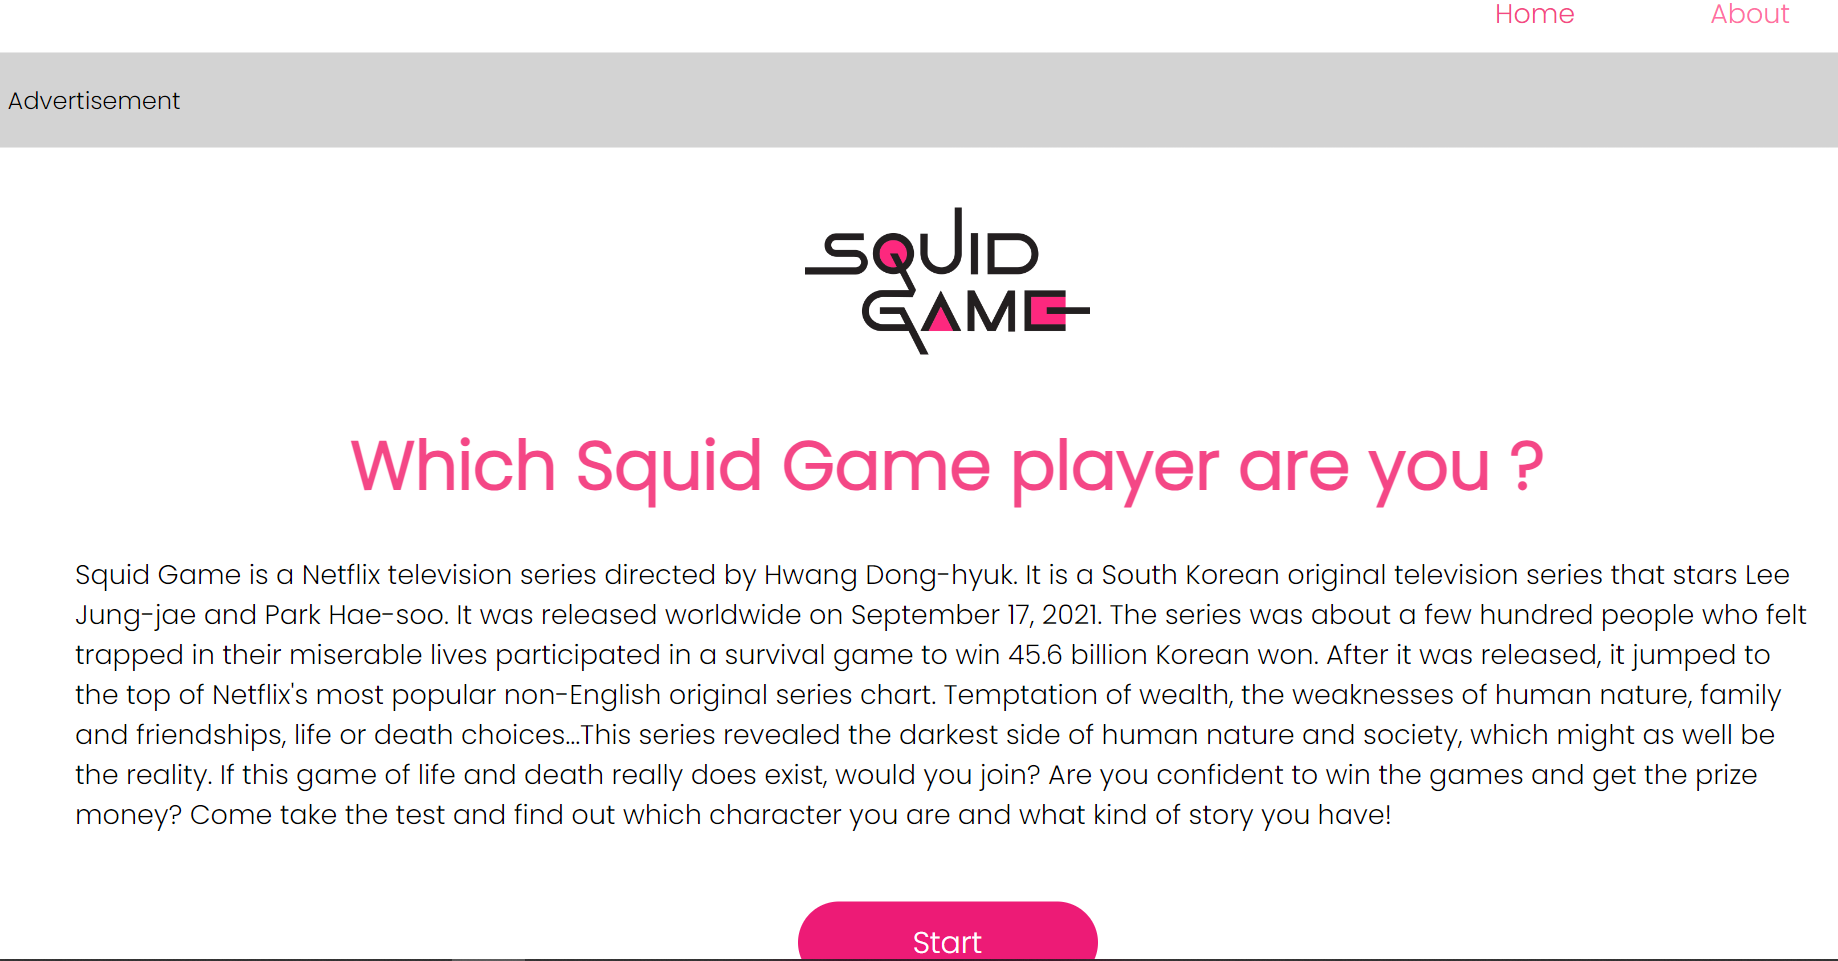 Home About
Advertisement
SQUID
GAME
Which Squid Game player are you ?
Squid Game is a Netflix television series directed by Hwang Dong-hyuk. It is a South Korean original television series that stars Lee
Jung-jae and Park Hae-soo. It was released worldwide on September 17, 2021. The series was about a few hundred people who felt
trapped in their miserable lives participated in a survival game to win 45.6 billion Korean won. After it was released, it jumped to
the top of Netflix's most popular non-English original series chart. Temptation of wealth, the weaknesses of human nature, family
and friendships, life or death choices...This series revealed the darkest side of human nature and society, which might as well be
the reality. If this game of life and death really does exist, would you join? Are you confident to win the games and get the prize
money? Come take the test and find out which character you are and what kind of story you have!
Start